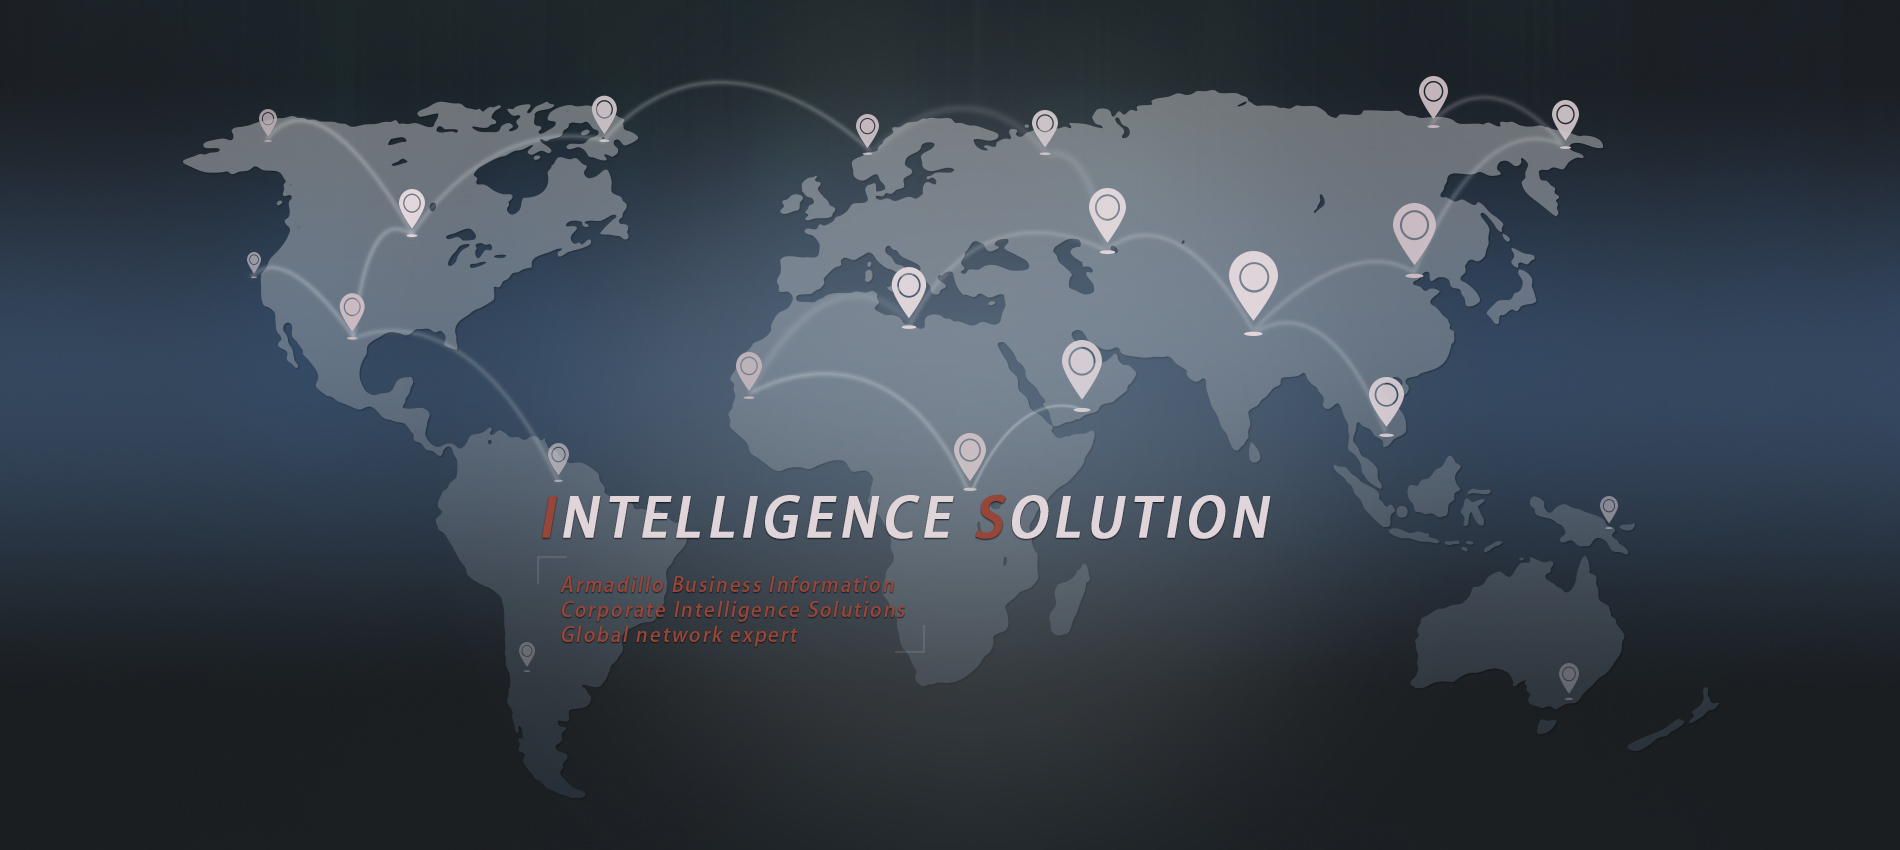 INTELLIGENCE SOLUTION
Armadillo Business Information
Corporate Intelligence Solutions
Global network expert